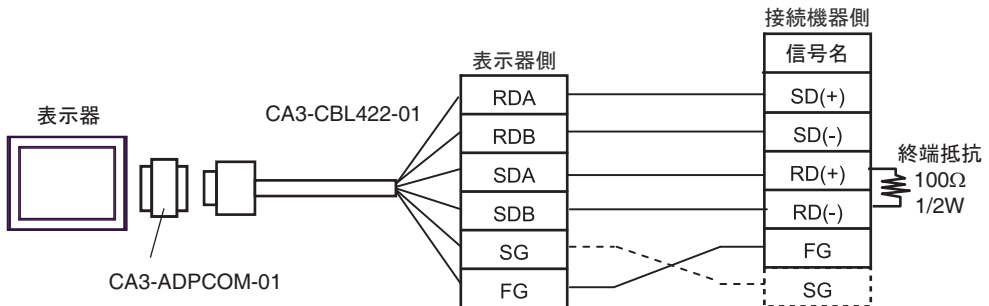 接続機器側
信号名
SD(+)
SD(-)
RD(+)
RD(-)
FG
SG
終端抵抗
100Ω
1/2W
表示器側
RDA
RDB
SDA
SDB
SG
FG
CA3-CBL422-01
表示器
CA3-ADPCOM-01